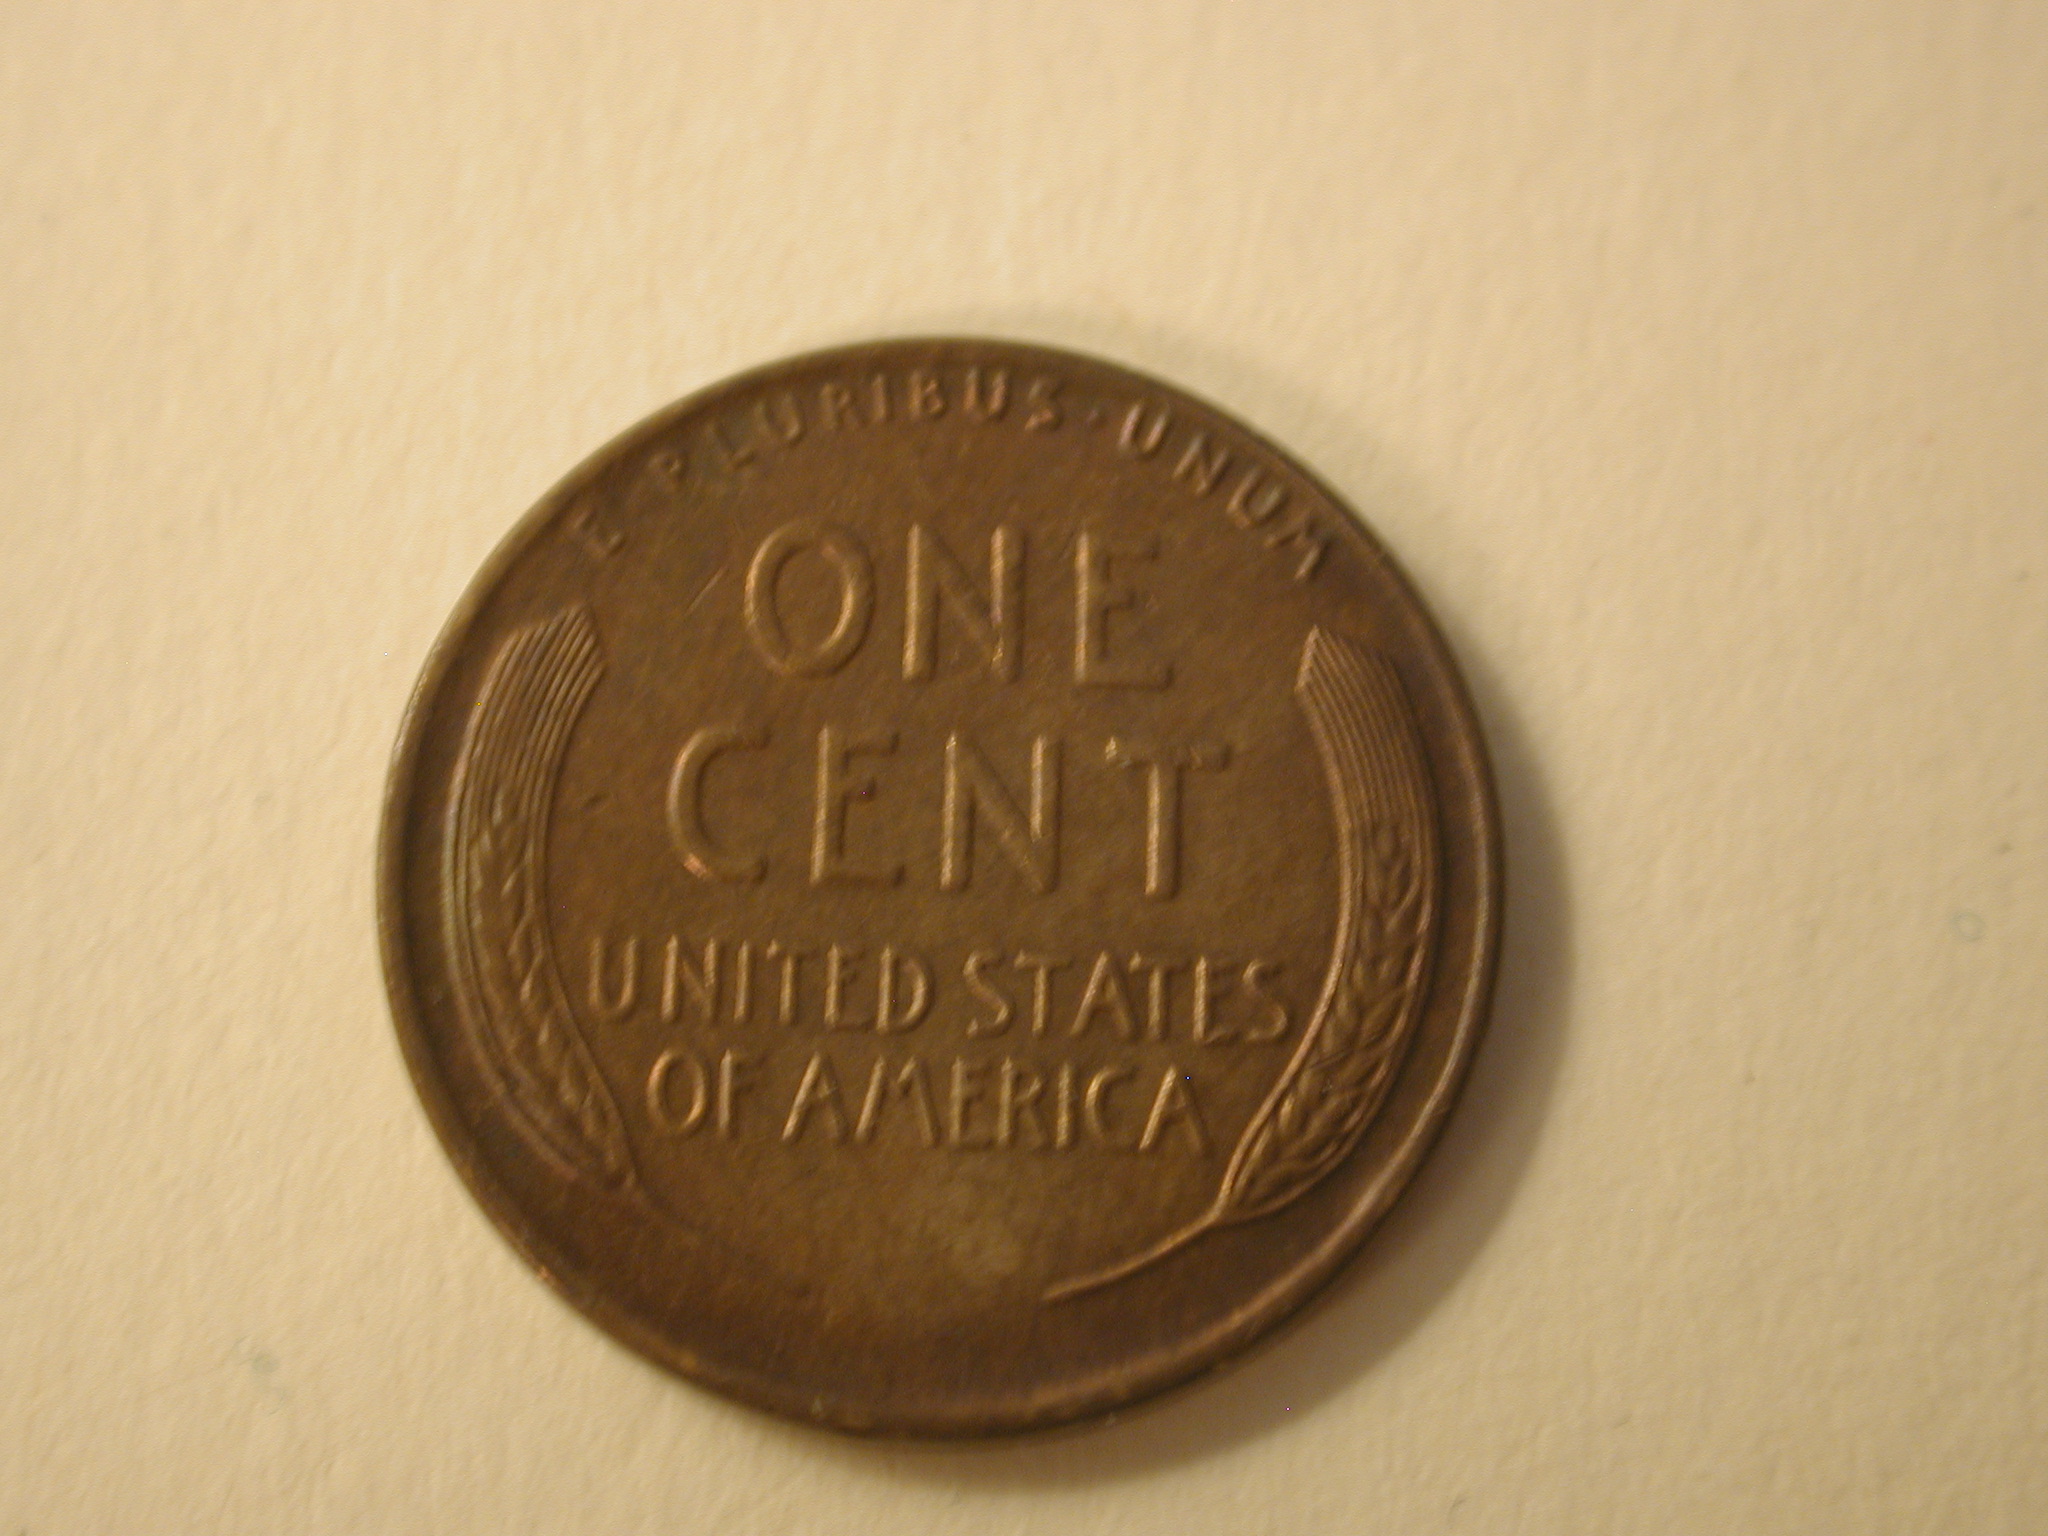 E PLURIBUS · UNUM
ONE
CENT
UNITED STATES
OF AMERICA